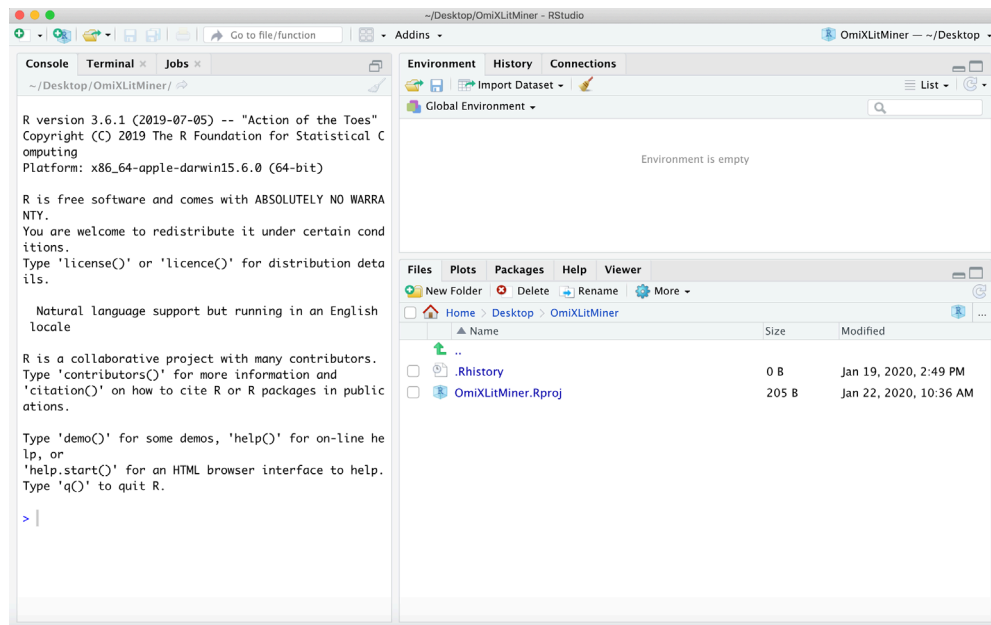 ~/Desktop/OmiXLitMiner - RStudio
Go to file/function
Addins
OmiXLitMiner — ~/Desktop
Console Terminal Jobs
~/Desktop/OmiXLitMiner/
R version 3.6.1 (2019-07-05) -- "Action of the Toes"
Copyright (C) 2019 The R Foundation for Statistical C
omputing
Platform: x86_64-apple-darwin15.6.0 (64-bit)
R is free software and comes with ABSOLUTELY NO WARRA
NTY.
You are welcome to redistribute it under certain cond
itions.
Type 'license()' or 'licence()' for distribution deta
ils.
Natural language support but running in an English
locale
R is a collaborative project with many contributors.
Type 'contributors()' for more information and
'citation()' on how to cite R or R packages in public
ations.
Type 'demo()' for some demos, 'help()' for on-line he
lp, or
'help.start()' for an HTML browser interface to help.
Type 'q()' to quit R.
>
Environment History Connections
Import Dataset List
Global Environment
Environment is empty
Files Plots Packages Help Viewer
New Folder Delete Rename More
Home Desktop OmiXLitMiner ...
Name Size Modified
..
.Rhistory 0 B Jan 19, 2020, 2:49 PM
OmiXLitMiner.Rproj 205 B Jan 22, 2020, 10:36 AM